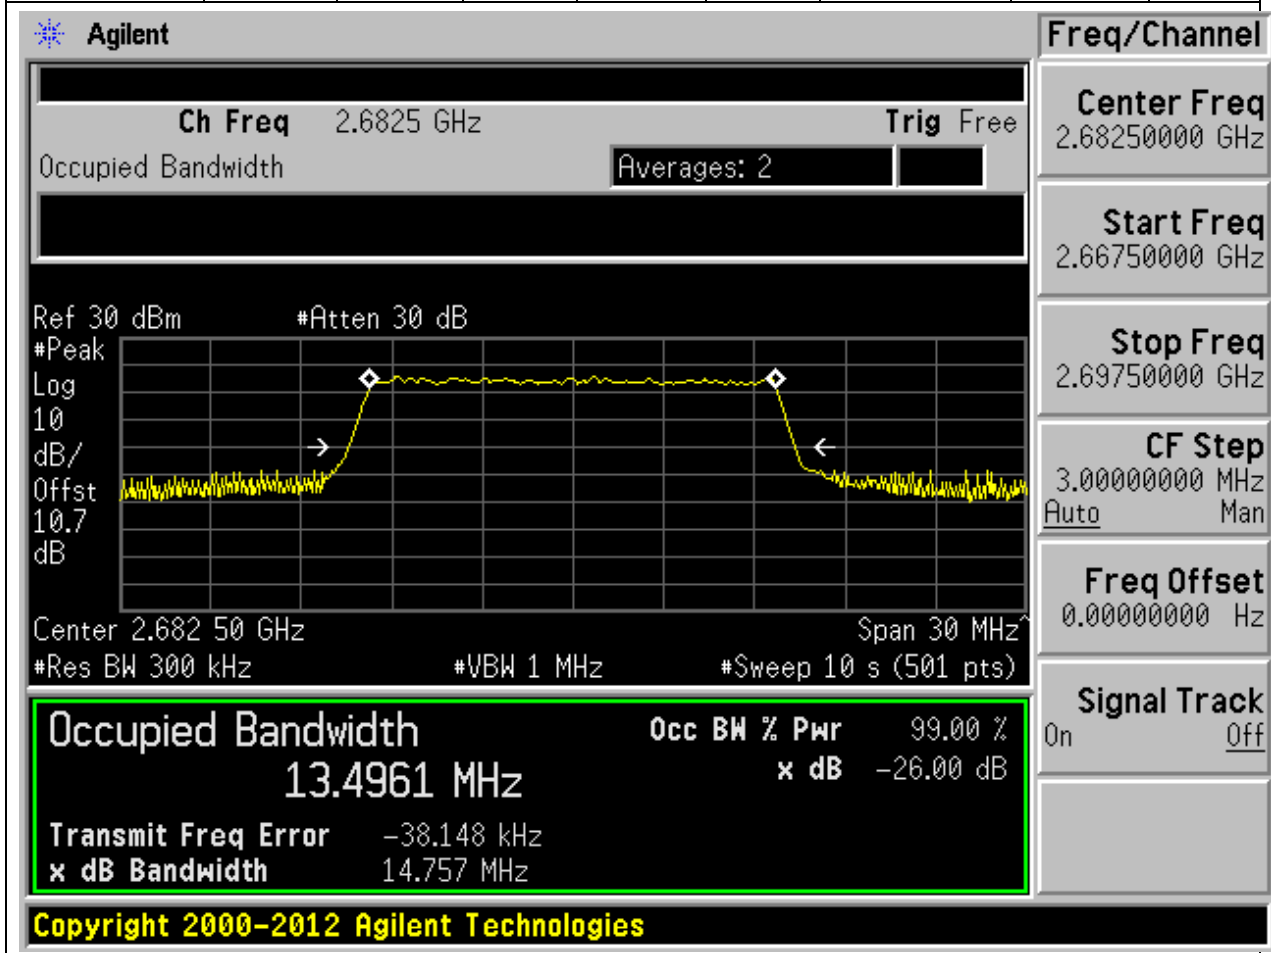 Agilent
Freq/Channel
Ch Freq 2.6825 GHz Trig Free
Occupied Bandwidth Averages: 2
Center Freq
2.68250000 GHz
Start Freq
2.66750000 GHz
Stop Freq
2.69750000 GHz
CF Step
3.00000000 MHz
Auto Man
Freq Offset
0.00000000 Hz
Signal Track
On Off
Ref 30 dBm #Atten 30 dB
#Peak
Log
10
dB/
Offst
10.7
dB
Center 2.682 50 GHz Span 30 MHz^
#Res BW 300 kHz #VBW 1 MHz #Sweep 10 s (501 pts)
Occupied Bandwidth Occ BW % Pwr 99.00 %
13.4961 MHz x dB -26.00 dB
Transmit Freq Error -38.148 kHz
x dB Bandwidth 14.757 MHz
Copyright 2000-2012 Agilent Technologies